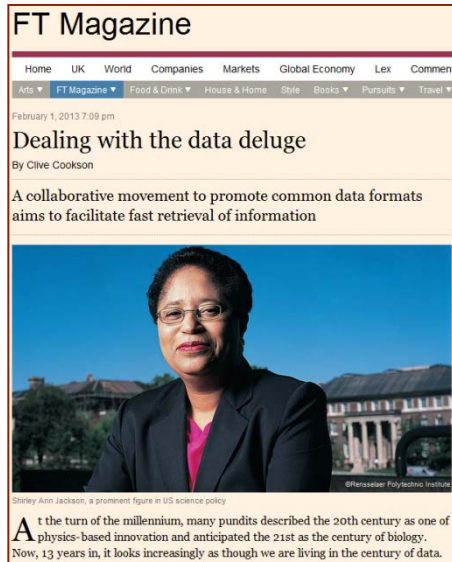 FT Magazine
Home UK World Companies Markets Global Economy Lex Comment
Arts FT Magazine Food & Drink House & Home Style Books Pursuits Travel
February 1, 2013 7:09 pm
Dealing with the data deluge
By Clive Cookson
A collaborative movement to promote common data formats
aims to facilitate fast retrieval of information
©Rensselaer Polytechnic Institute
Shirley Ann Jackson, a prominent figure in US science policy
At the turn of the millennium, many pundits described the 20th century as one of
physics-based innovation and anticipated the 21st as the century of biology.
Now, 13 years in, it looks increasingly as though we are living in the century of data.